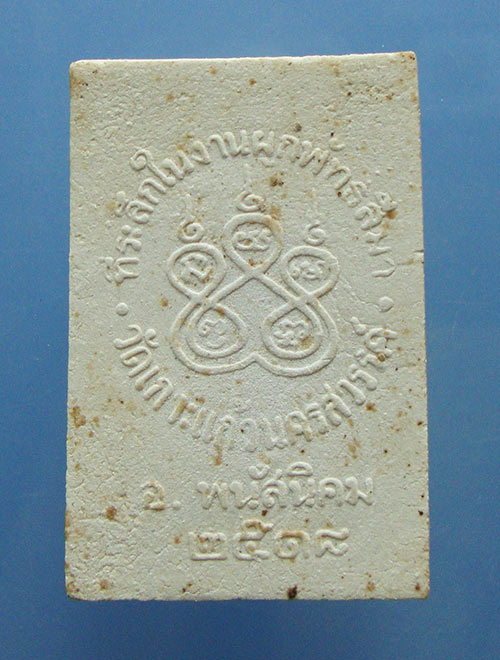 ที่ระลึกในงานผูกพัทธสีมา
วัดเกาะแก้วนครสวรรค์
อ. พนัสนิคม
๒๕๑๘